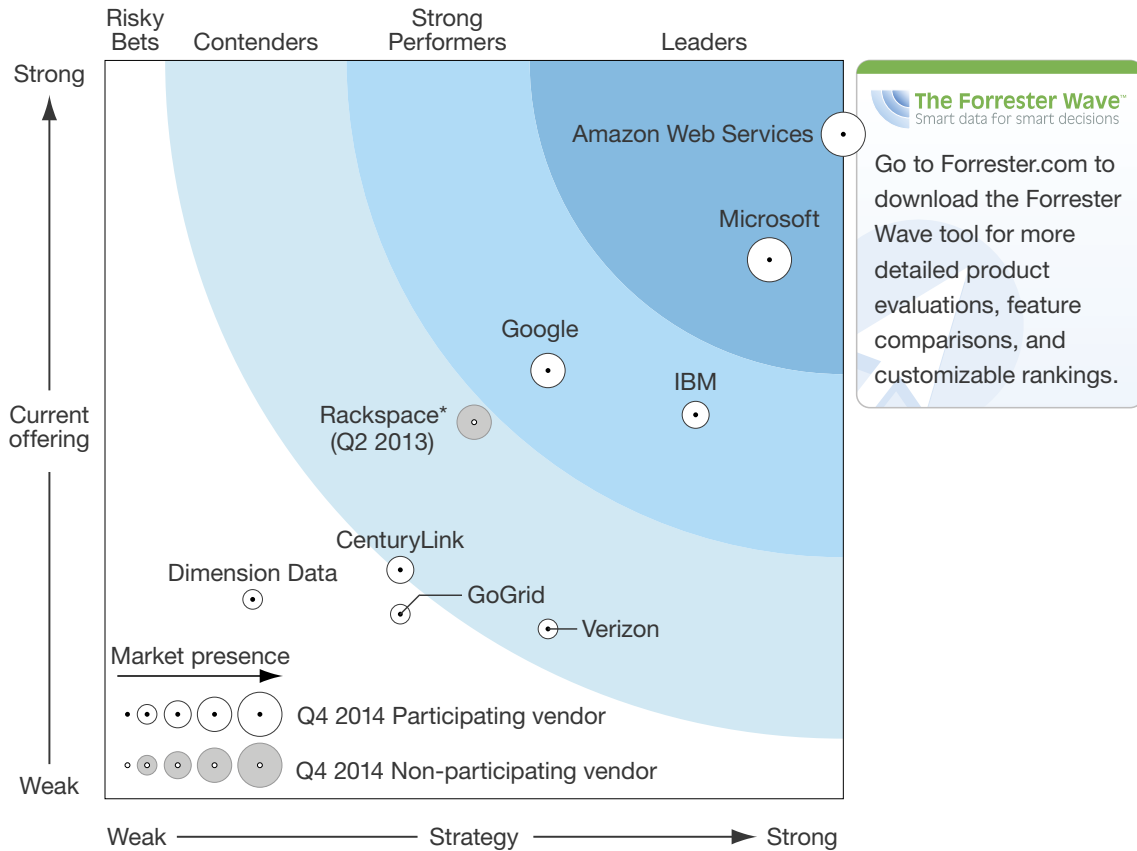 Risky
Bets
Contenders
Strong
Performers
Leaders
Strong
Current
offering
Weak
Amazon Web Services
Microsoft
Google
IBM
Rackspace*
(Q2 2013)
CenturyLink
Dimension Data
GoGrid
Verizon
Market presence
Q4 2014 Participating vendor
Q4 2014 Non-participating vendor
Weak
Strategy
Strong
The Forrester Wave™
Smart data for smart decisions
Go to Forrester.com to
download the Forrester
Wave tool for more
detailed product
evaluations, feature
comparisons, and
customizable rankings.